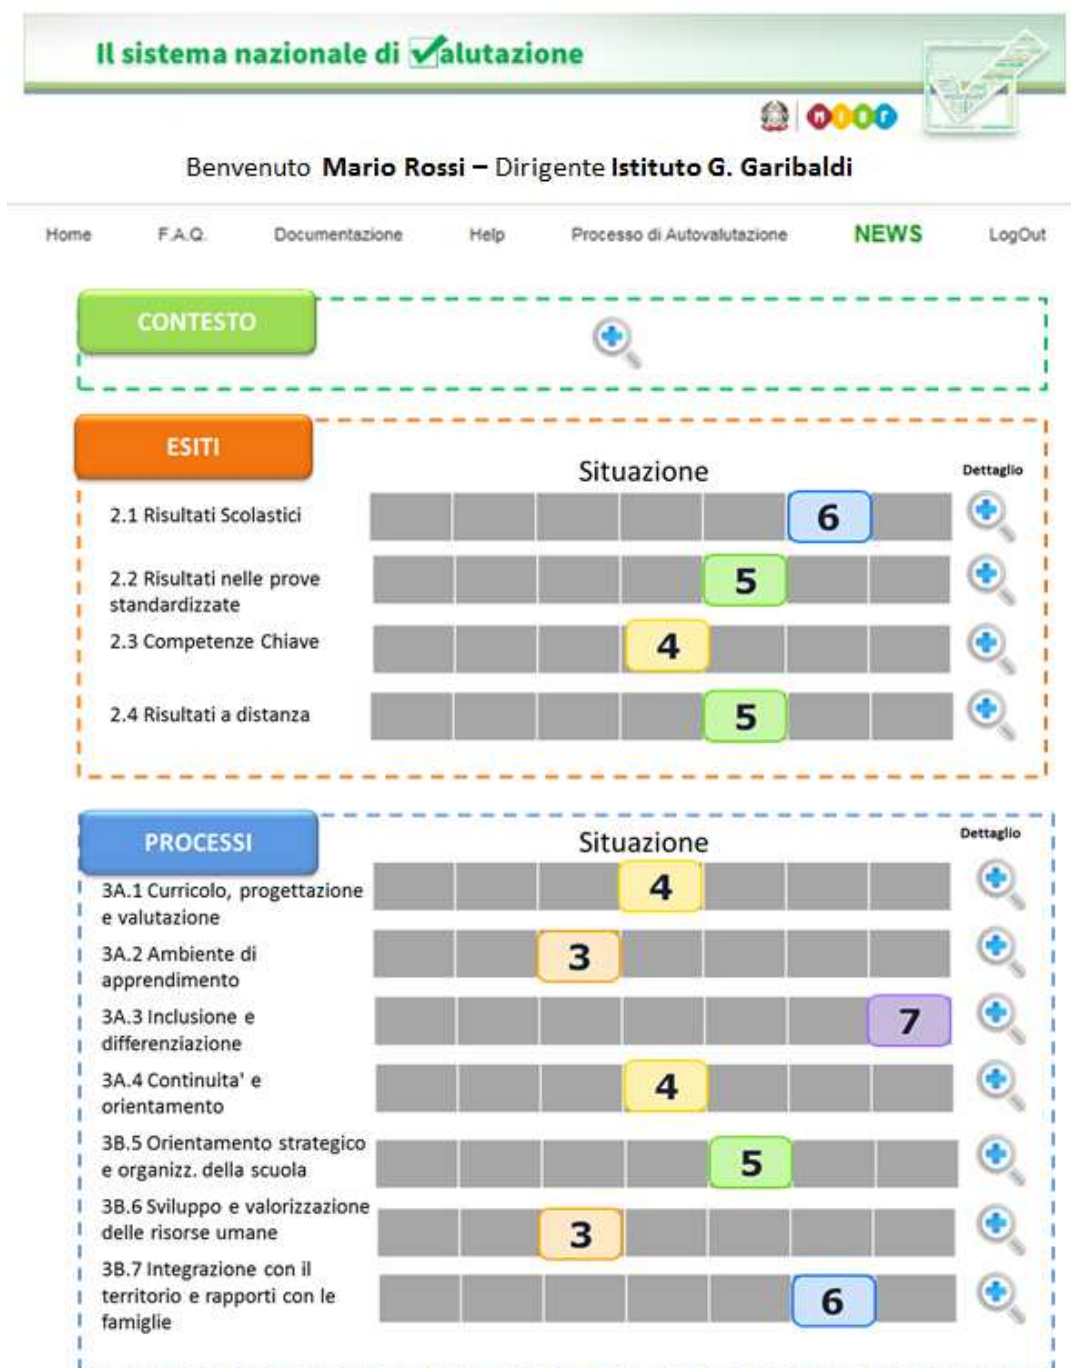 Il sistema nazionale di Valutazione
MIUR
Benvenuto Mario Rossi – Dirigente Istituto G. Garibaldi
Home F.A.Q. Documentazione Help Processo di Autovalutazione NEWS LogOut
CONTESTO
ESITI
Situazione Dettaglio
2.1 Risultati Scolastici 6
2.2 Risultati nelle prove
standardizzate 5
2.3 Competenze Chiave 4
2.4 Risultati a distanza 5
PROCESSI Situazione Dettaglio
3A.1 Curricolo, progettazione
e valutazione 4
3A.2 Ambiente di
apprendimento 3
3A.3 Inclusione e
differenziazione 7
3A.4 Continuita' e
orientamento 4
3B.5 Orientamento strategico
e organizz. della scuola 5
3B.6 Sviluppo e valorizzazione
delle risorse umane 3
3B.7 Integrazione con il
territorio e rapporti con le
famiglie 6